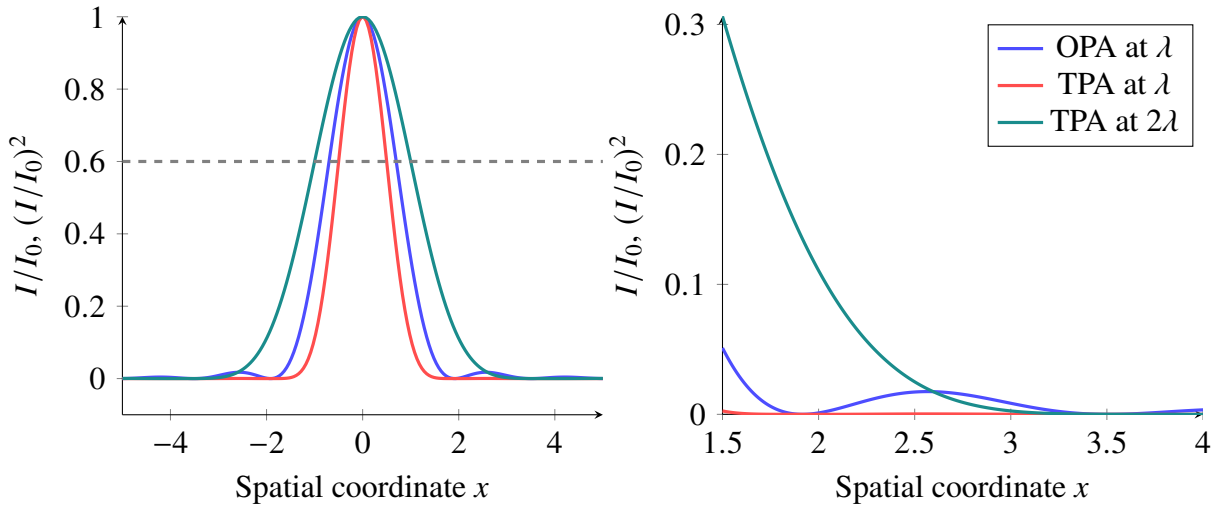 1
0.8
0.6
0.4
0.2
0
−4 −2 0 2 4
Spatial coordinate x
I/I₀, (I/I₀)²
0.3
0.2
0.1
0
1.5 2 2.5 3 3.5 4
Spatial coordinate x
I/I₀, (I/I₀)²
OPA at λ
TPA at λ
TPA at 2λ